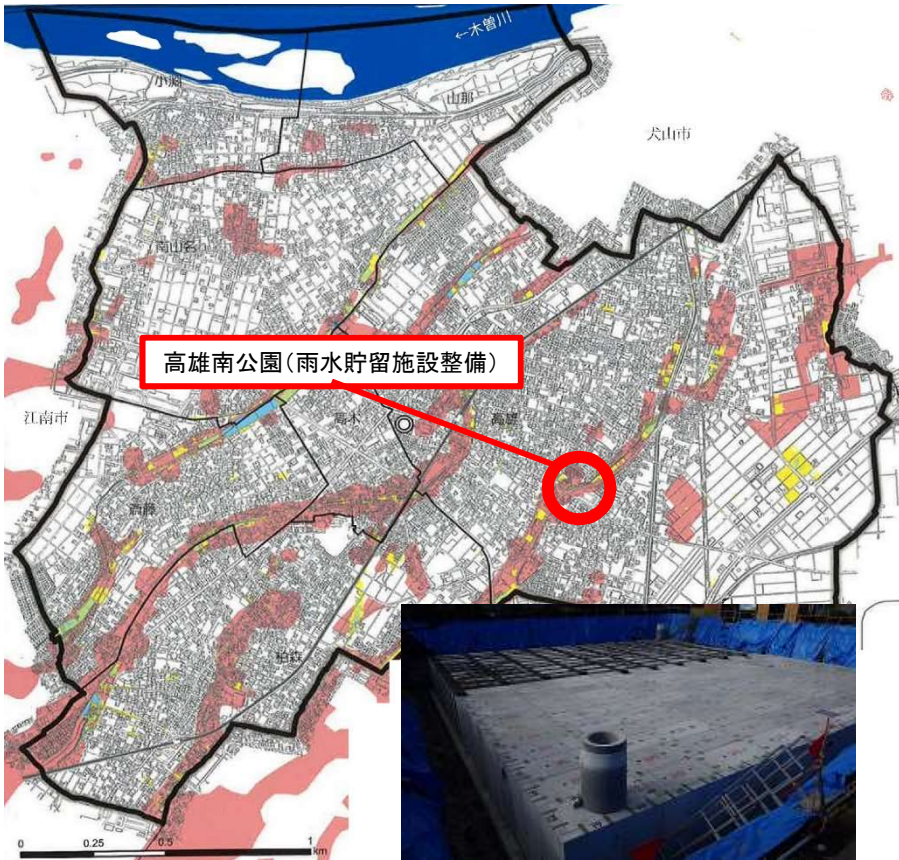 ←木曽川
小淵
山那
犬山市
南山名
高雄南公園(雨水貯留施設整備)
江南市
高木
高雄
斎藤
柏森
0 0.25 0.5 1
km